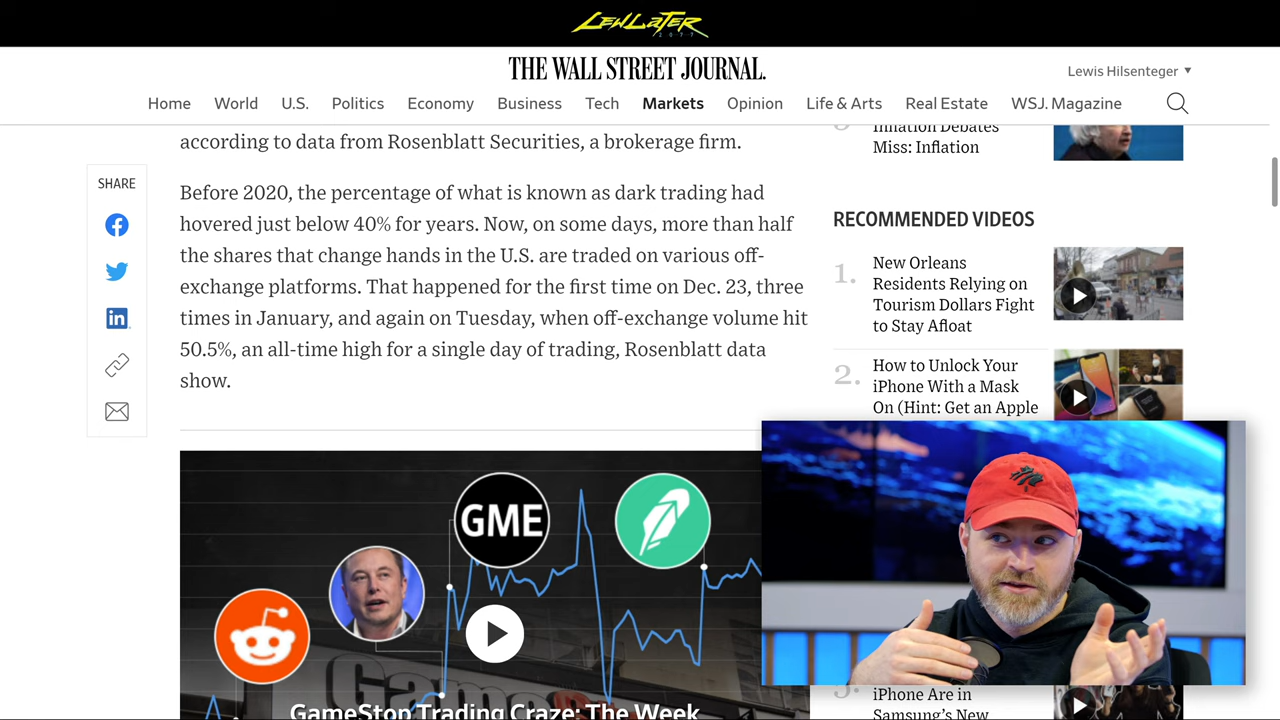 LEWLATER
2077
THE WALL STREET JOURNAL.
Lewis Hilsenteger
Home World U.S. Politics Economy Business Tech Markets Opinion Life & Arts Real Estate WSJ. Magazine
according to data from Rosenblatt Securities, a brokerage firm.
Before 2020, the percentage of what is known as dark trading had
hovered just below 40% for years. Now, on some days, more than half
the shares that change hands in the U.S. are traded on various off-
exchange platforms. That happened for the first time on Dec. 23, three
times in January, and again on Tuesday, when off-exchange volume hit
50.5%, an all-time high for a single day of trading, Rosenblatt data
show.
SHARE
in
GME
GameStop Trading Craze: The Week
Inflation Debates
Miss: Inflation
RECOMMENDED VIDEOS
1.
New Orleans
Residents Relying on
Tourism Dollars Fight
to Stay Afloat
2.
How to Unlock Your
iPhone With a Mask
On (Hint: Get an Apple
3.
iPhone Are in
Samsung's New